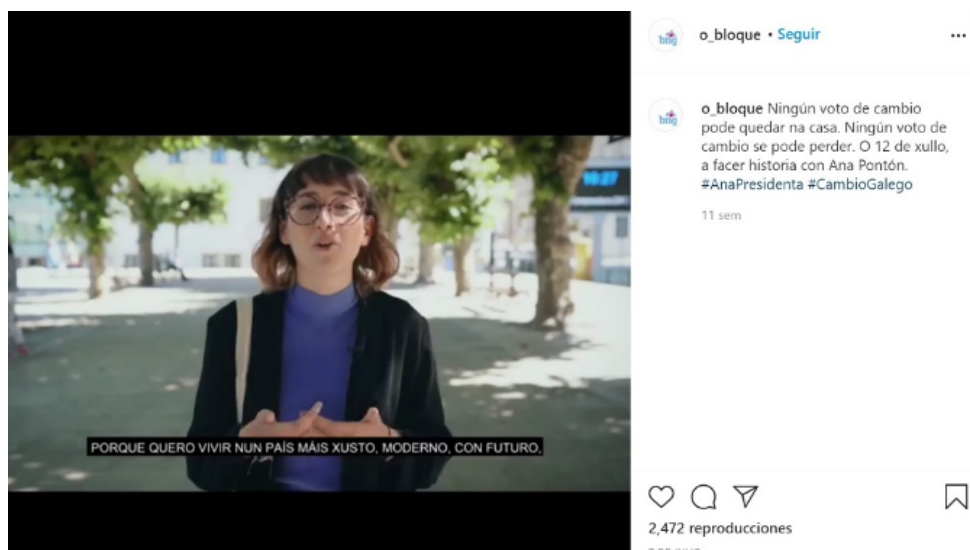 bng
o_bloque • Seguir
bng
o_bloque Ningún voto de cambio
pode quedar na casa. Ningún voto de
cambio se pode perder. O 12 de xullo,
a facer historia con Ana Pontón.
#AnaPresidenta #CambioGalego
11 sem
PORQUE QUERO VIVIR NUN PAÍS MÁIS XUSTO, MODERNO, CON FUTURO,
2,472 reproducciones